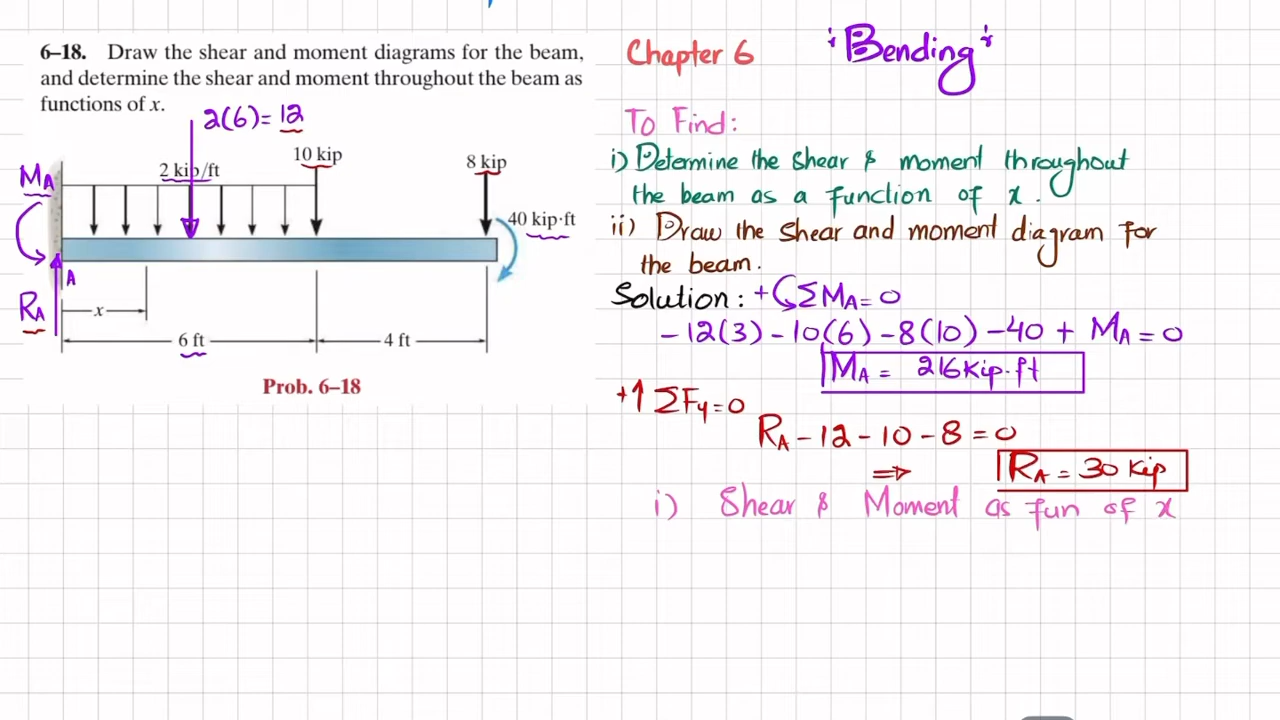 6–18. Draw the shear and moment diagrams for the beam,
and determine the shear and moment throughout the beam as
functions of x.
2(6)= 12
10 kip
8 kip
2 kip/ft
MA
40 kip·ft
A
RA
x
6 ft
4 ft
Prob. 6–18
Chapter 6
"Bending"
To Find:
i) Determine the shear & moment throughout
the beam as a function of x.
ii) Draw the shear and moment diagram for
the beam.
Solution: +ΣMA=0
-12(3) -10(6) -8(10) -40 + MA = 0
MA = 216 Kip.ft
+↑ ΣFy=0
RA -12 -10 -8 = 0
⇒ RA = 30 Kip
i) Shear & Moment as fun of x